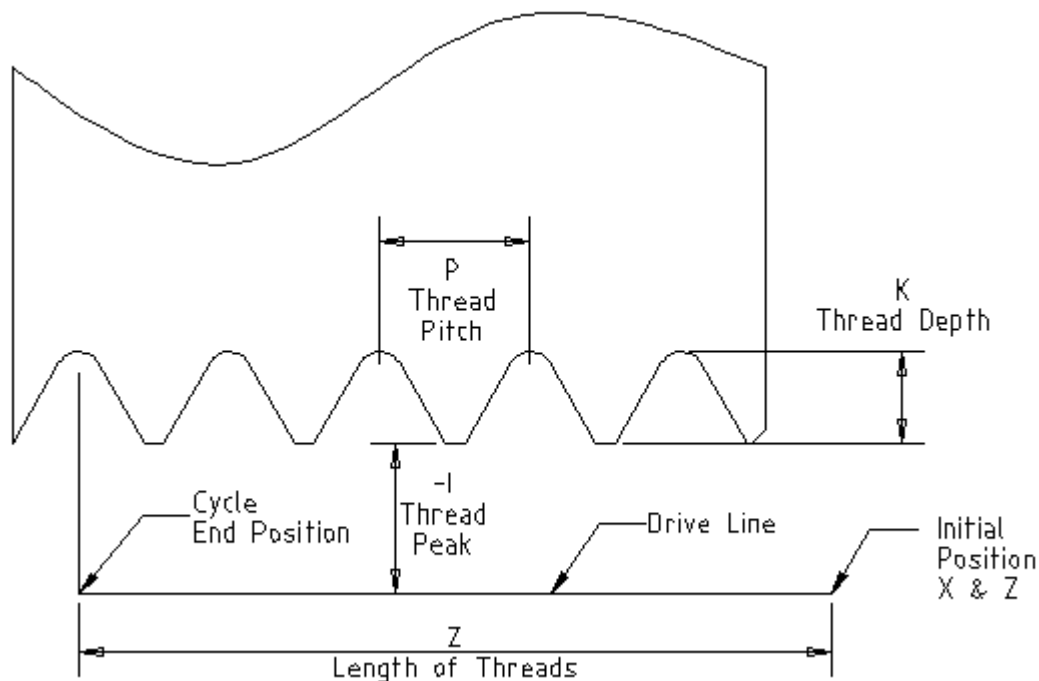 P
Thread
Pitch
K
Thread Depth
-I
Thread
Peak
Cycle
End Position
Drive Line
Initial
Position
X & Z
Z
Length of Threads